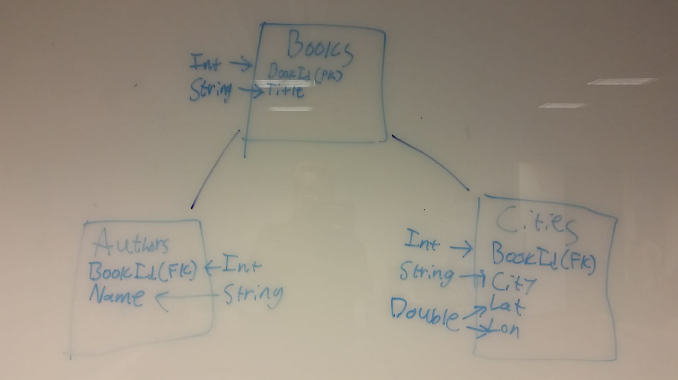 Books
Int → BookId(PK)
String → Title
Authors
BookId(FK) ← Int
Name ← String
Cities
Int → BookId(FK)
String → City
Double → Lat
→ Lon